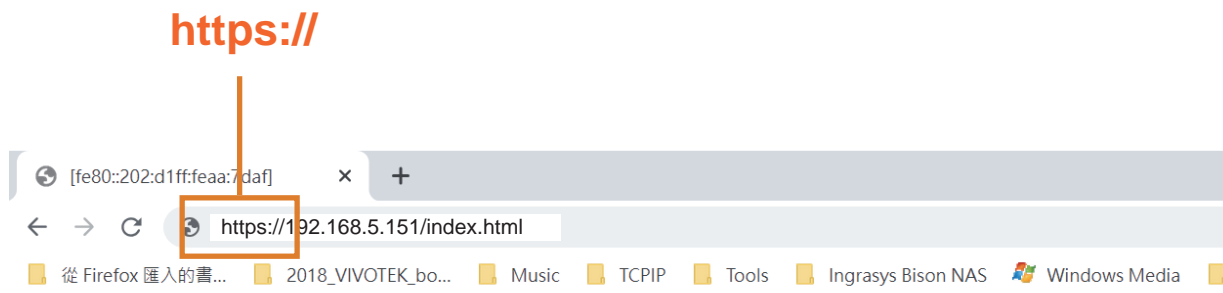 https://
[fe80::202:d1ff:feaa:7daf]
https://192.168.5.151/index.html
從 Firefox 匯入的書... 2018_VIVOTEK_bo... Music TCPIP Tools Ingrasys Bison NAS Windows Media